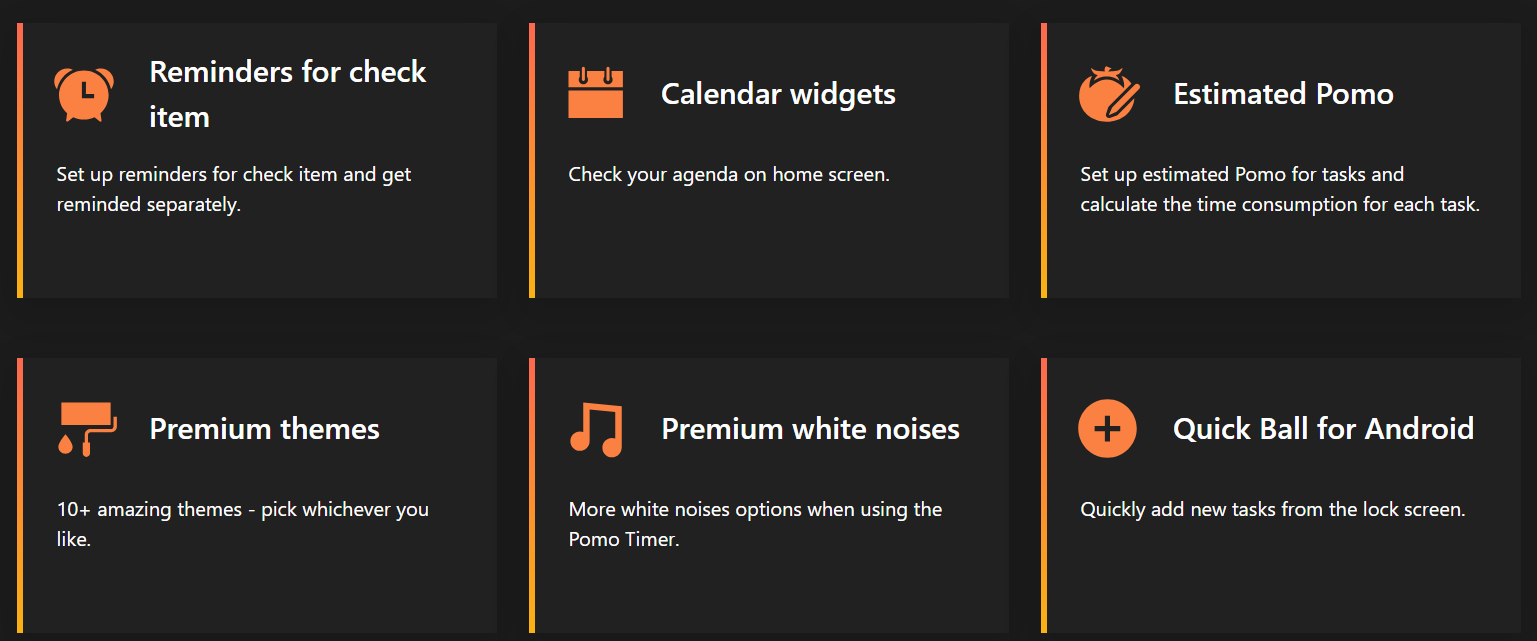 Reminders for check
item
Set up reminders for check item and get
reminded separately.
Calendar widgets
Check your agenda on home screen.
Estimated Pomo
Set up estimated Pomo for tasks and
calculate the time consumption for each task.
Premium themes
10+ amazing themes - pick whichever you
like.
Premium white noises
More white noises options when using the
Pomo Timer.
Quick Ball for Android
Quickly add new tasks from the lock screen.